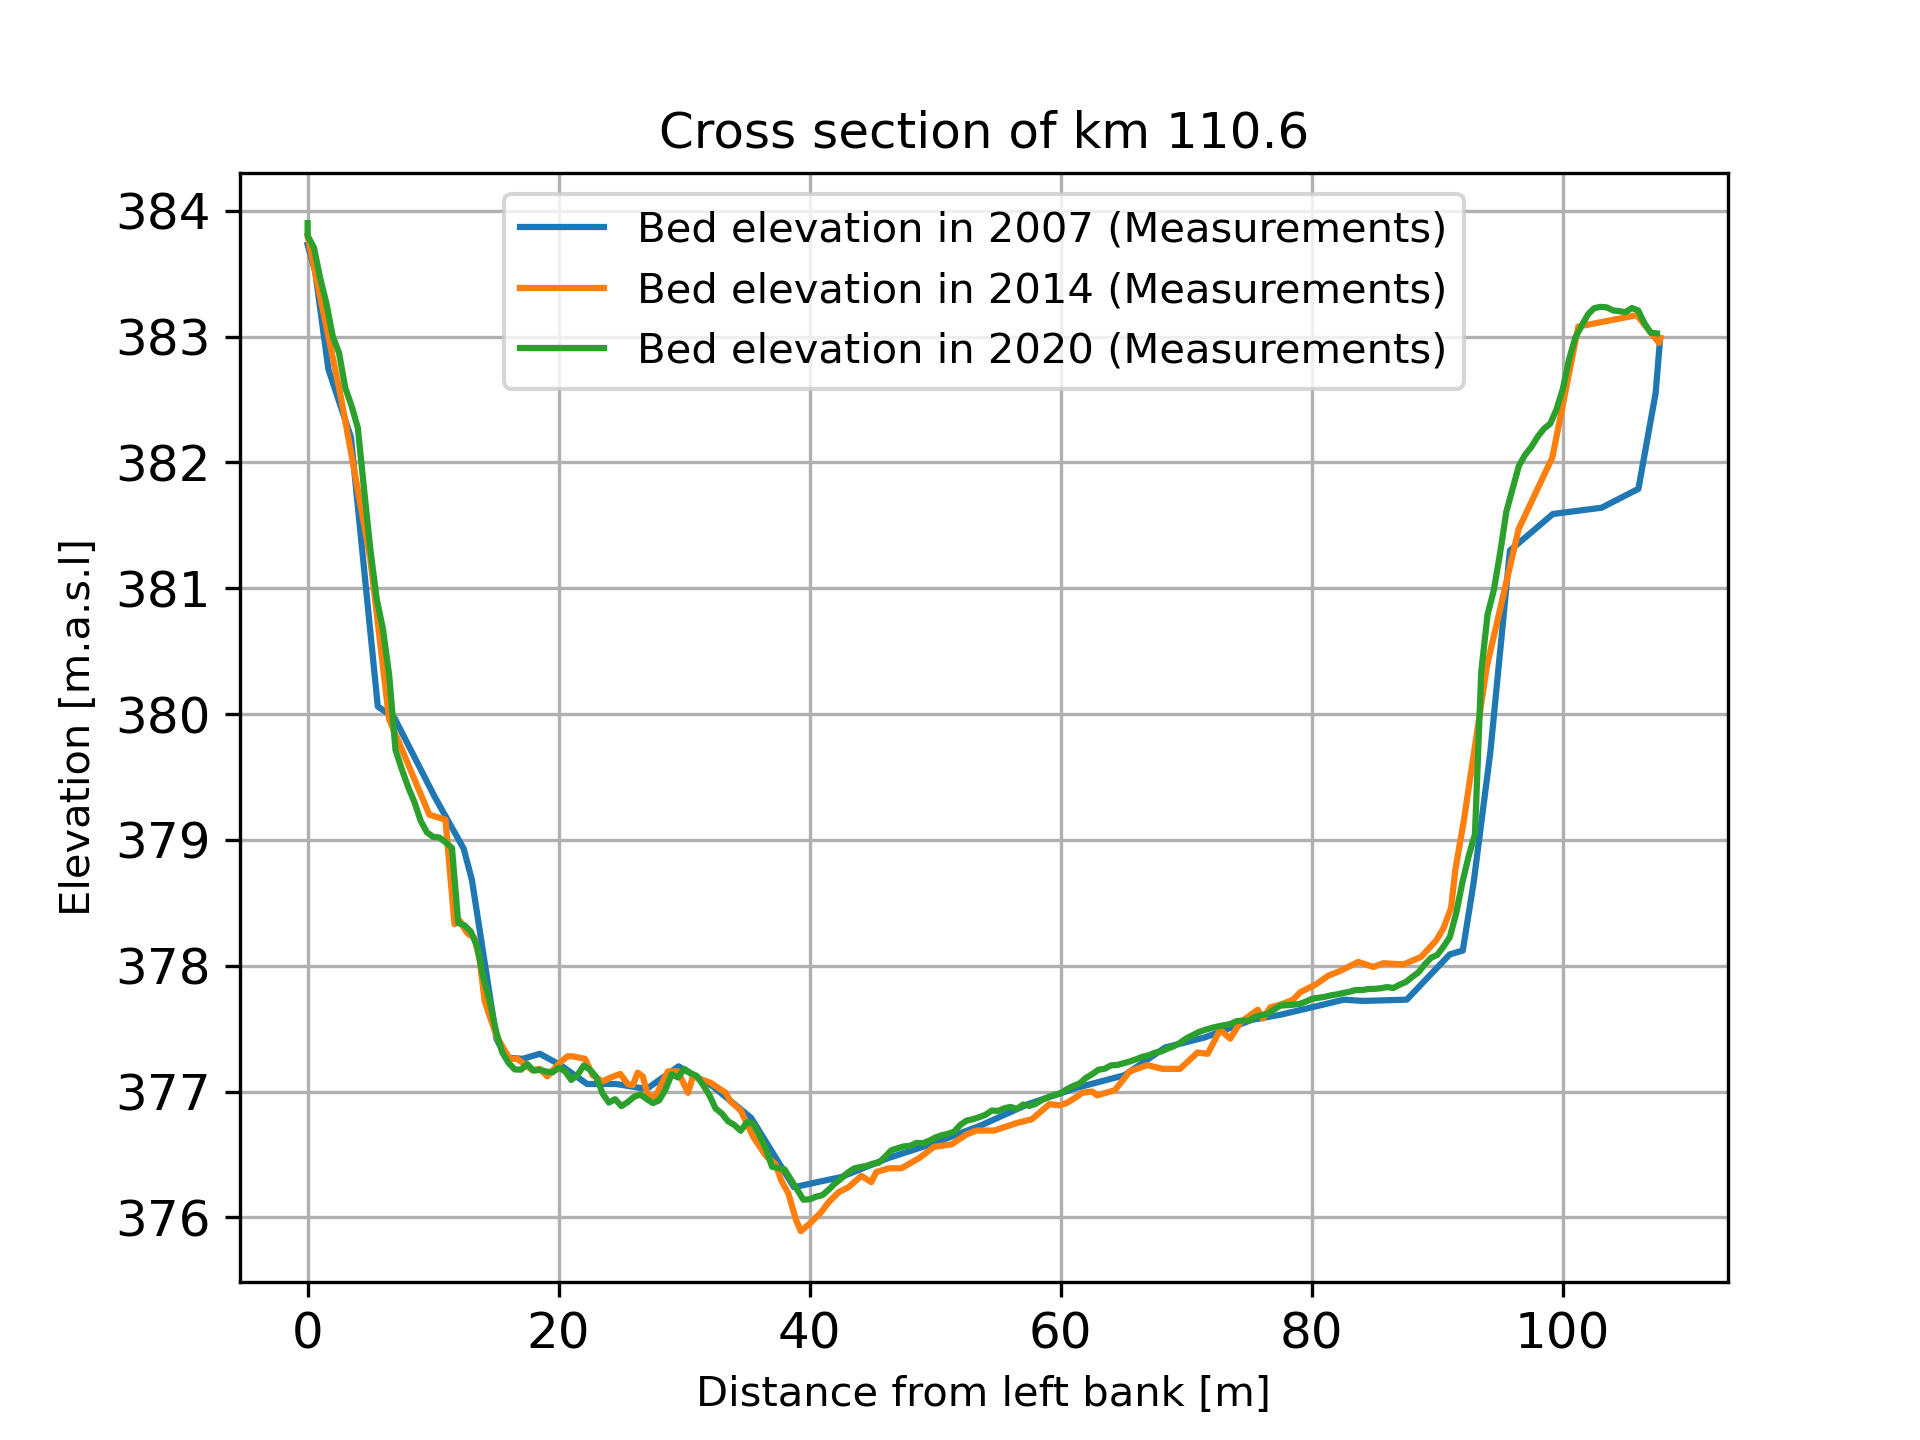 Cross section of km 110.6
Bed elevation in 2007 (Measurements)
Bed elevation in 2014 (Measurements)
Bed elevation in 2020 (Measurements)
384
383
382
381
380
379
378
377
376
Elevation [m.a.s.l]
0 20 40 60 80 100
Distance from left bank [m]